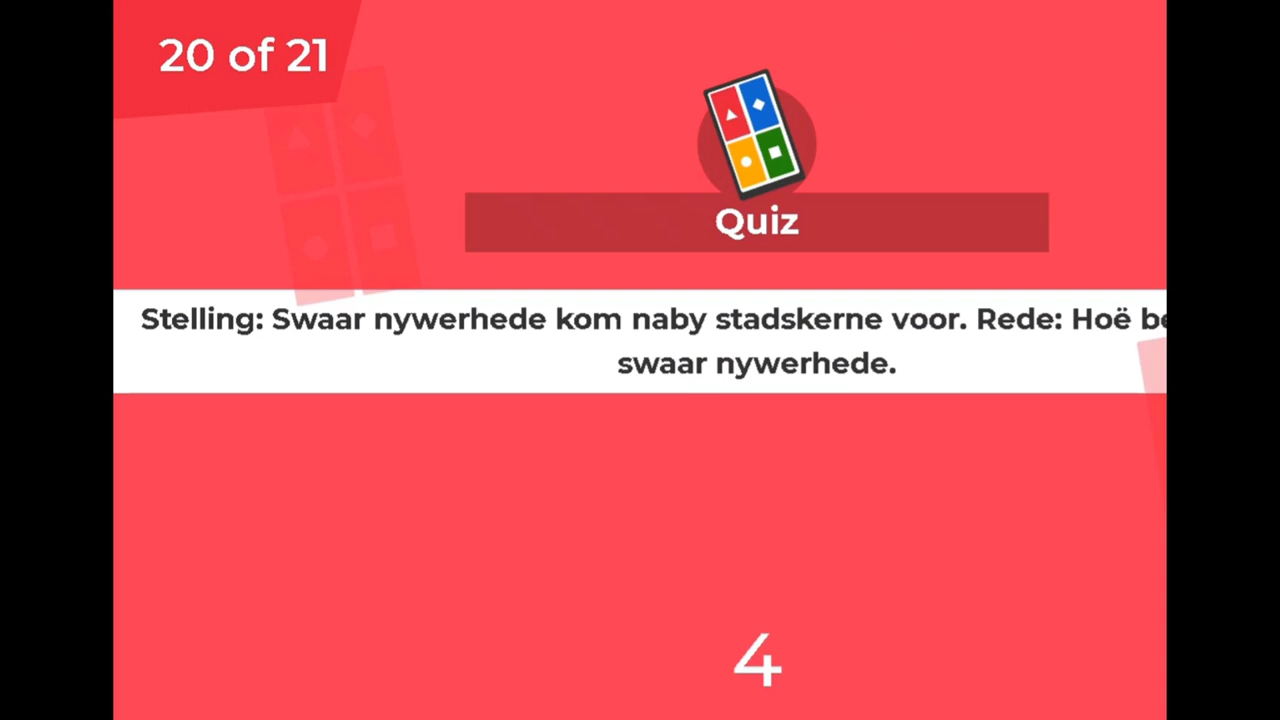 20 of 21
Quiz
Stelling: Swaar nywerhede kom naby stadskerne voor. Rede: Hoë
swaar nywerhede.
4